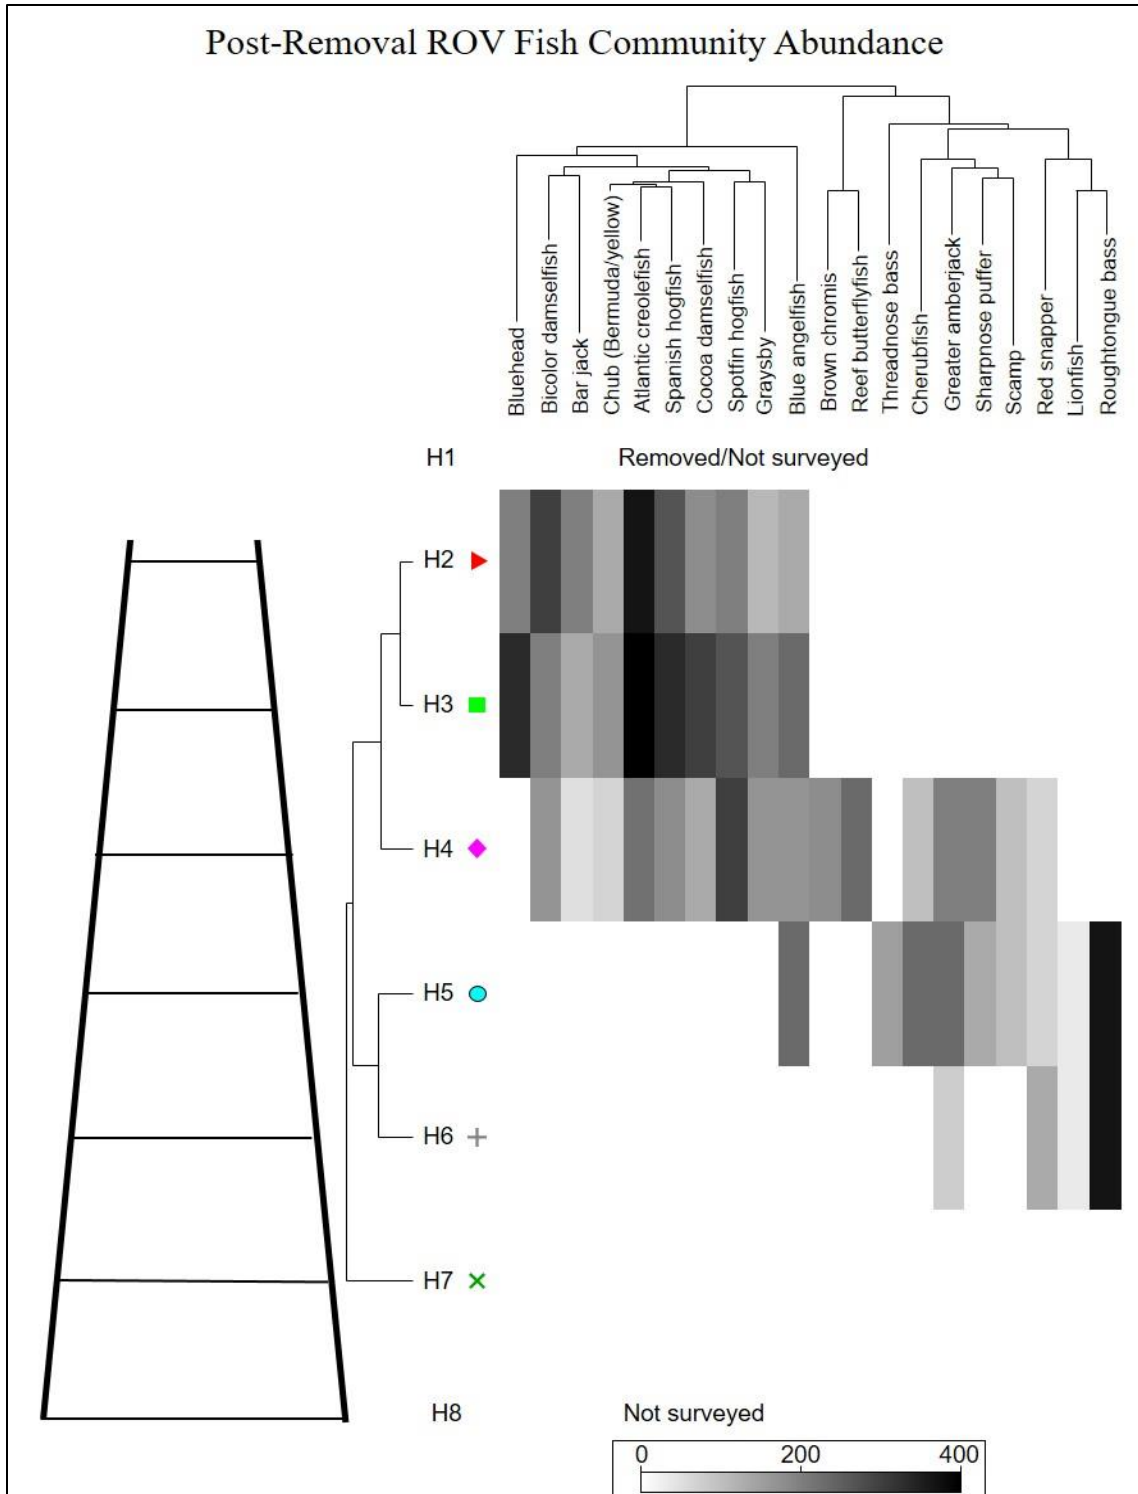 Post-Removal ROV Fish Community Abundance
Bluehead
Bicolor damselfish
Bar jack
Chub (Bermuda/yellow)
Atlantic creolefish
Spanish hogfish
Cocoa damselfish
Spotfin hogfish
Graysby
Blue angelfish
Brown chromis
Reef butterflyfish
Threadnose bass
Cherubfish
Greater amberjack
Sharpnose puffer
Scamp
Red snapper
Lionfish
Roughtongue bass
H1 Removed/Not surveyed
H2
H3
H4
H5
H6
H7
H8 Not surveyed
0 200 400